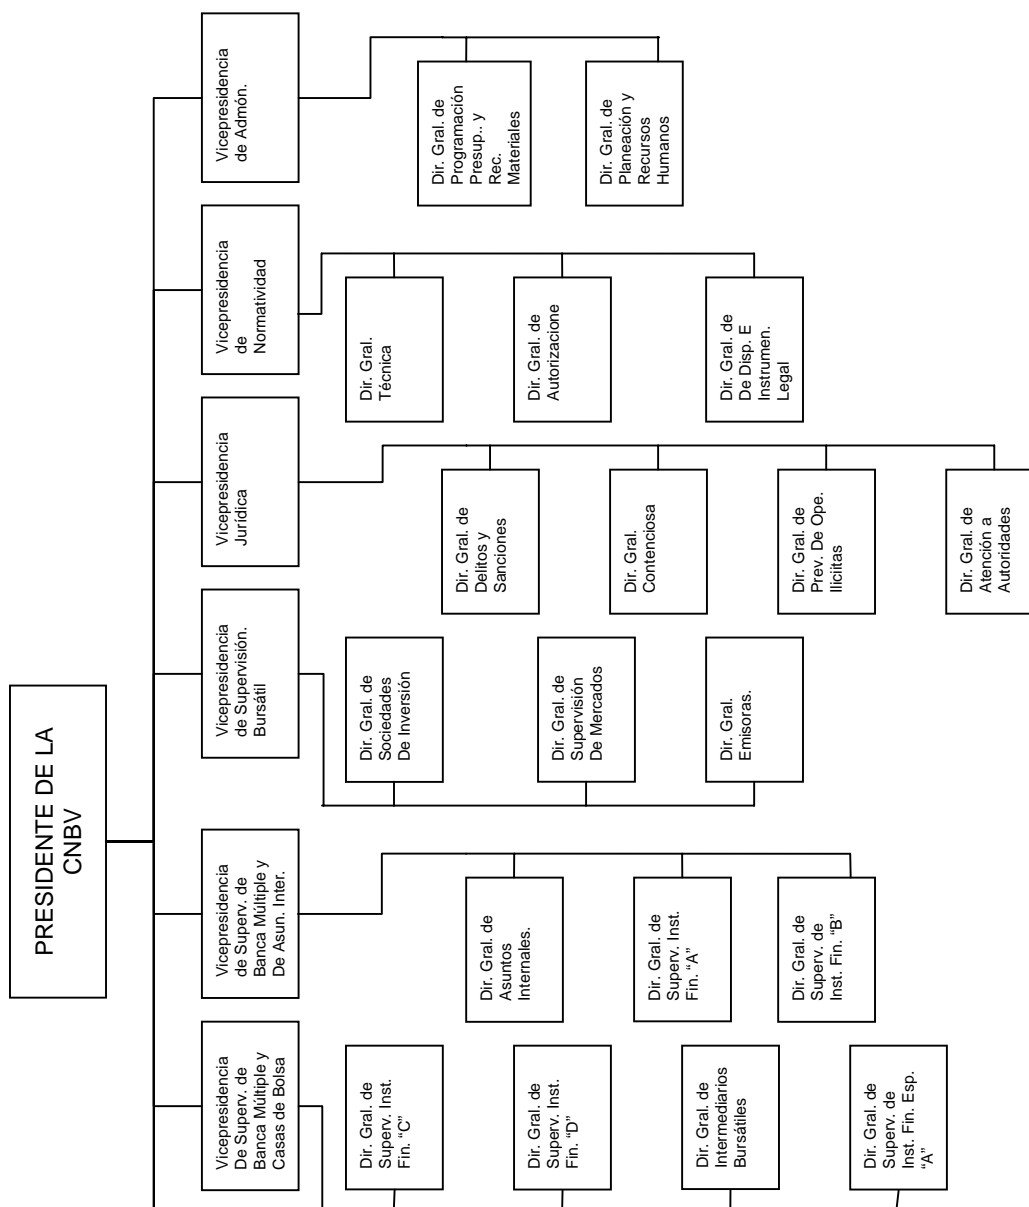 PRESIDENTE DE LA
CNBV
Vicepresidencia
De Superv. de
Banca Múltiple y
Casas de Bolsa
Dir. Gral. de
Superv. Inst.
Fin. “C”
Dir. Gral. de
Superv. Inst.
Fin. “D”
Dir. Gral. de
Intermediarios
Bursátiles
Dir. Gral. de
Superv. de
Inst. Fin. Esp.
“A”
Vicepresidencia
de Superv. de
Banca Múltiple y
De Asun. Inter.
Dir. Gral. de
Asuntos
Internales.
Dir. Gral. de
Superv. Inst.
Fin. “A”
Dir. Gral. de
Superv. de
Inst. Fin. “B”
Vicepresidencia
de Supervisión.
Bursátil
Dir. Gral. de
Sociedades
De Inversión
Dir. Gral. de
Supervisión
De Mercados
Dir. Gral.
Emisoras.
Vicepresidencia
Jurídica
Dir. Gral. de
Delitos y
Sanciones
Dir. Gral.
Contenciosa
Dir. Gral. de
Prev. De Ope.
Iliciitas
Dir. Gral. de
Atención a
Autoridades
Vicepresidencia
de
Normatividad
Dir. Gral.
Técnica
Dir. Gral. de
Autorizacione
Dir. Gral. de
De Disp. E
Instrumen.
Legal
Vicepresidencia
de Admón.
Dir. Gral. de
Programación
Presup.. y
Rec.
Materiales
Dir. Gral. de
Planeación y
Recursos
Humanos